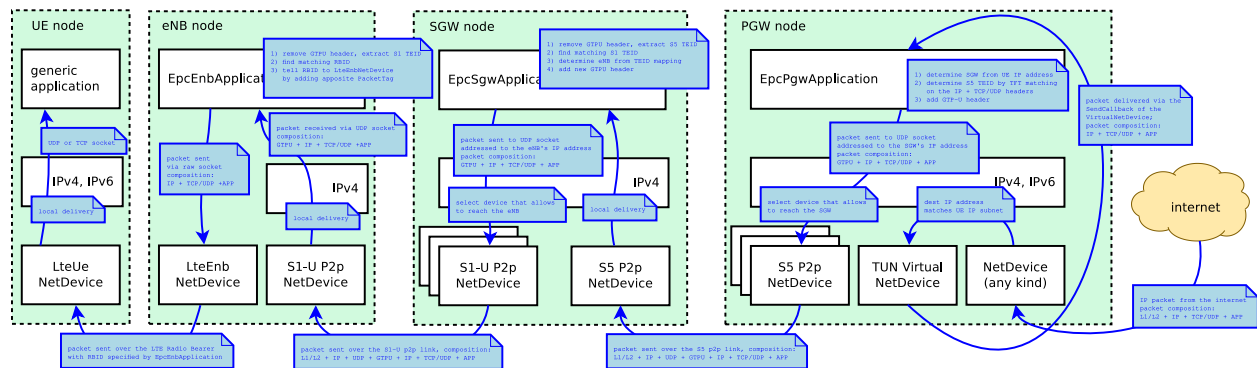 UE node
generic
application
UDP or TCP socket
IPv4, IPv6
local delivery
LteUe
NetDevice
packet sent over the LTE Radio Bearer
with RBID specified by EpcEnbApplication
eNB node
EpcEnbApplicat
1) remove GTPU header, extract S1 TEID
2) find matching RBID
3) tell RBID to LteEnbNetDevice
by adding apposite PacketTag
packet sent
via raw socket
composition:
IP + TCP/UDP +APP
packet received via UDP socket
composition:
GTPU + IP + TCP/UDP +APP
IPv4
local delivery
LteEnb
NetDevice
S1-U P2p
NetDevice
packet sent over the S1-U p2p link, composition:
L1/L2 + IP + UDP + GTPU + IP + TCP/UDP + APP
SGW node
EpcSgwAppli
1) remove GTPU header, extract S5 TEID
2) find matching S1 TEID
3) determine eNB from TEID mapping
4) add new GTPU header
packet sent to UDP socket
addressed to the eNB's IP address
packet composition:
GTPU + IP + TCP/UDP + APP
IPv4
select device that allows
to reach the eNB
local delivery
S1-U P2p
NetDevice
S5 P2p
NetDevice
packet sent over the S5 p2p link, composition:
L1/L2 + IP + UDP + GTPU + IP + TCP/UDP + APP
PGW node
EpcPgwApplication
1) determine SGW from UE IP address
2) determine S5 TEID by TFT matching
on the IP + TCP/UDP headers
3) add GTP-U header
packet delivered via the
SendCallback of the
VirtualNetDevice;
packet composition:
IP + TCP/UDP + APP
packet sent to UDP socket
addressed to the SGW's IP address
packet composition:
GTPU + IP + TCP/UDP + APP
IPv4, IPv6
select device that allows
to reach the SGW
dest IP address
matches UE IP subnet
S5 P2p
NetDevice
TUN Virtual
NetDevice
NetDevice
(any kind)
internet
IP packet from the internet
packet composition:
L1/L2 + IP + TCP/UDP + APP